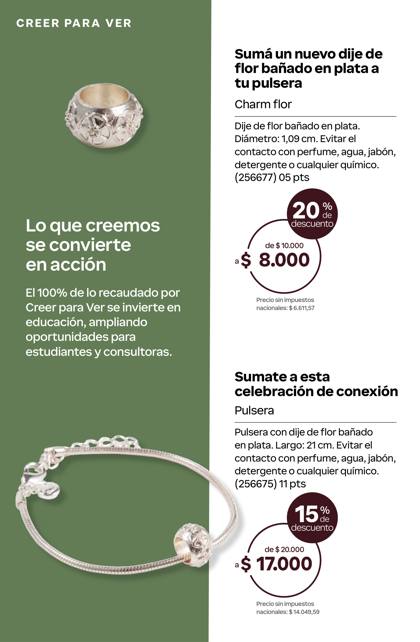 CREER PARA VER
Lo que creemos
se convierte
en acción
El 100% de lo recaudado por
Creer para Ver se invierte en
educación, ampliando
oportunidades para
estudiantes y consultoras.
Sumá un nuevo dije de
flor bañado en plata a
tu pulsera
Charm flor
Dije de flor bañado en plata.
Diámetro: 1,09 cm. Evitar el
contacto con perfume, agua, jabón,
detergente o cualquier químico.
(256677) 05 pts
20% de
descuento
de $ 10.000
a $ 8.000
Precio sin impuestos
nacionales: $ 6.611,57
Sumate a esta
celebración de conexión
Pulsera
Pulsera con dije de flor bañado
en plata. Largo: 21 cm. Evitar el
contacto con perfume, agua, jabón,
detergente o cualquier químico.
(256675) 11 pts
15% de
descuento
de $ 20.000
a $ 17.000
Precio sin impuestos
nacionales: $ 14.049,59